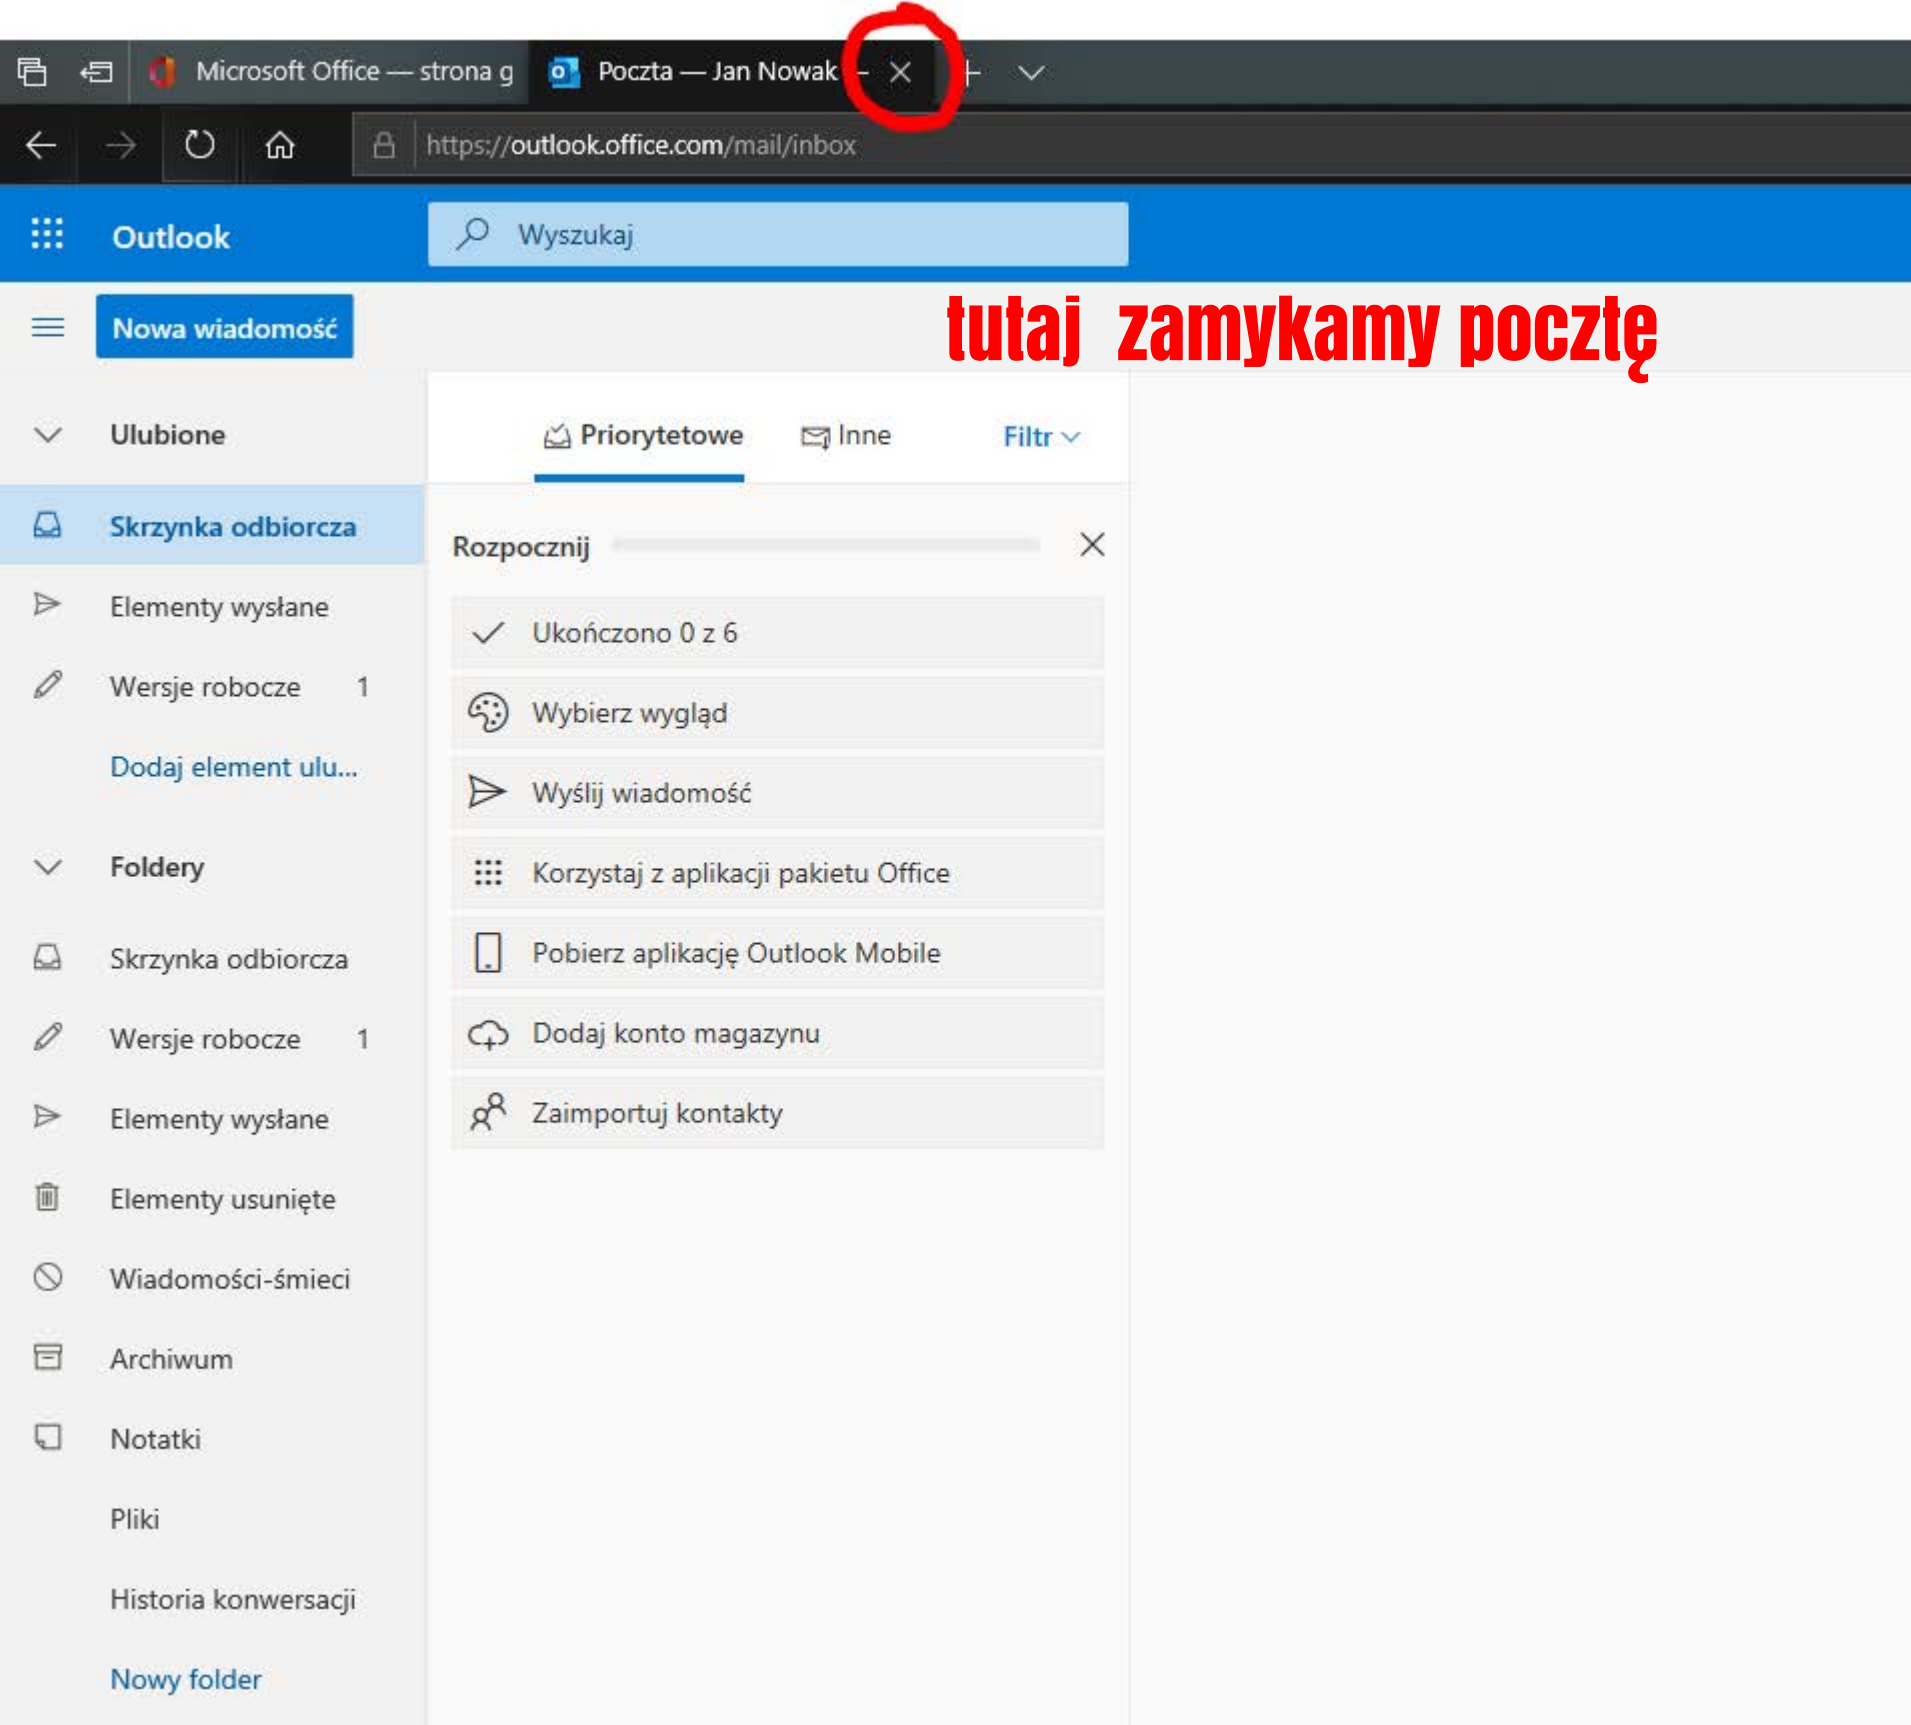 Microsoft Office — strona g
Poczta — Jan Nowak –
https://outlook.office.com/mail/inbox
Outlook
Wyszukaj
Nowa wiadomość
tutaj zamykamy pocztę
Ulubione
Priorytetowe
Inne
Filtr
Skrzynka odbiorcza
Rozpocznij
Elementy wysłane
Ukończono 0 z 6
Wersje robocze 1
Wybierz wygląd
Dodaj element ulu...
Wyślij wiadomość
Foldery
Korzystaj z aplikacji pakietu Office
Skrzynka odbiorcza
Pobierz aplikację Outlook Mobile
Wersje robocze 1
Dodaj konto magazynu
Elementy wysłane
Zaimportuj kontakty
Elementy usunięte
Wiadomości-śmieci
Archiwum
Notatki
Pliki
Historia konwersacji
Nowy folder